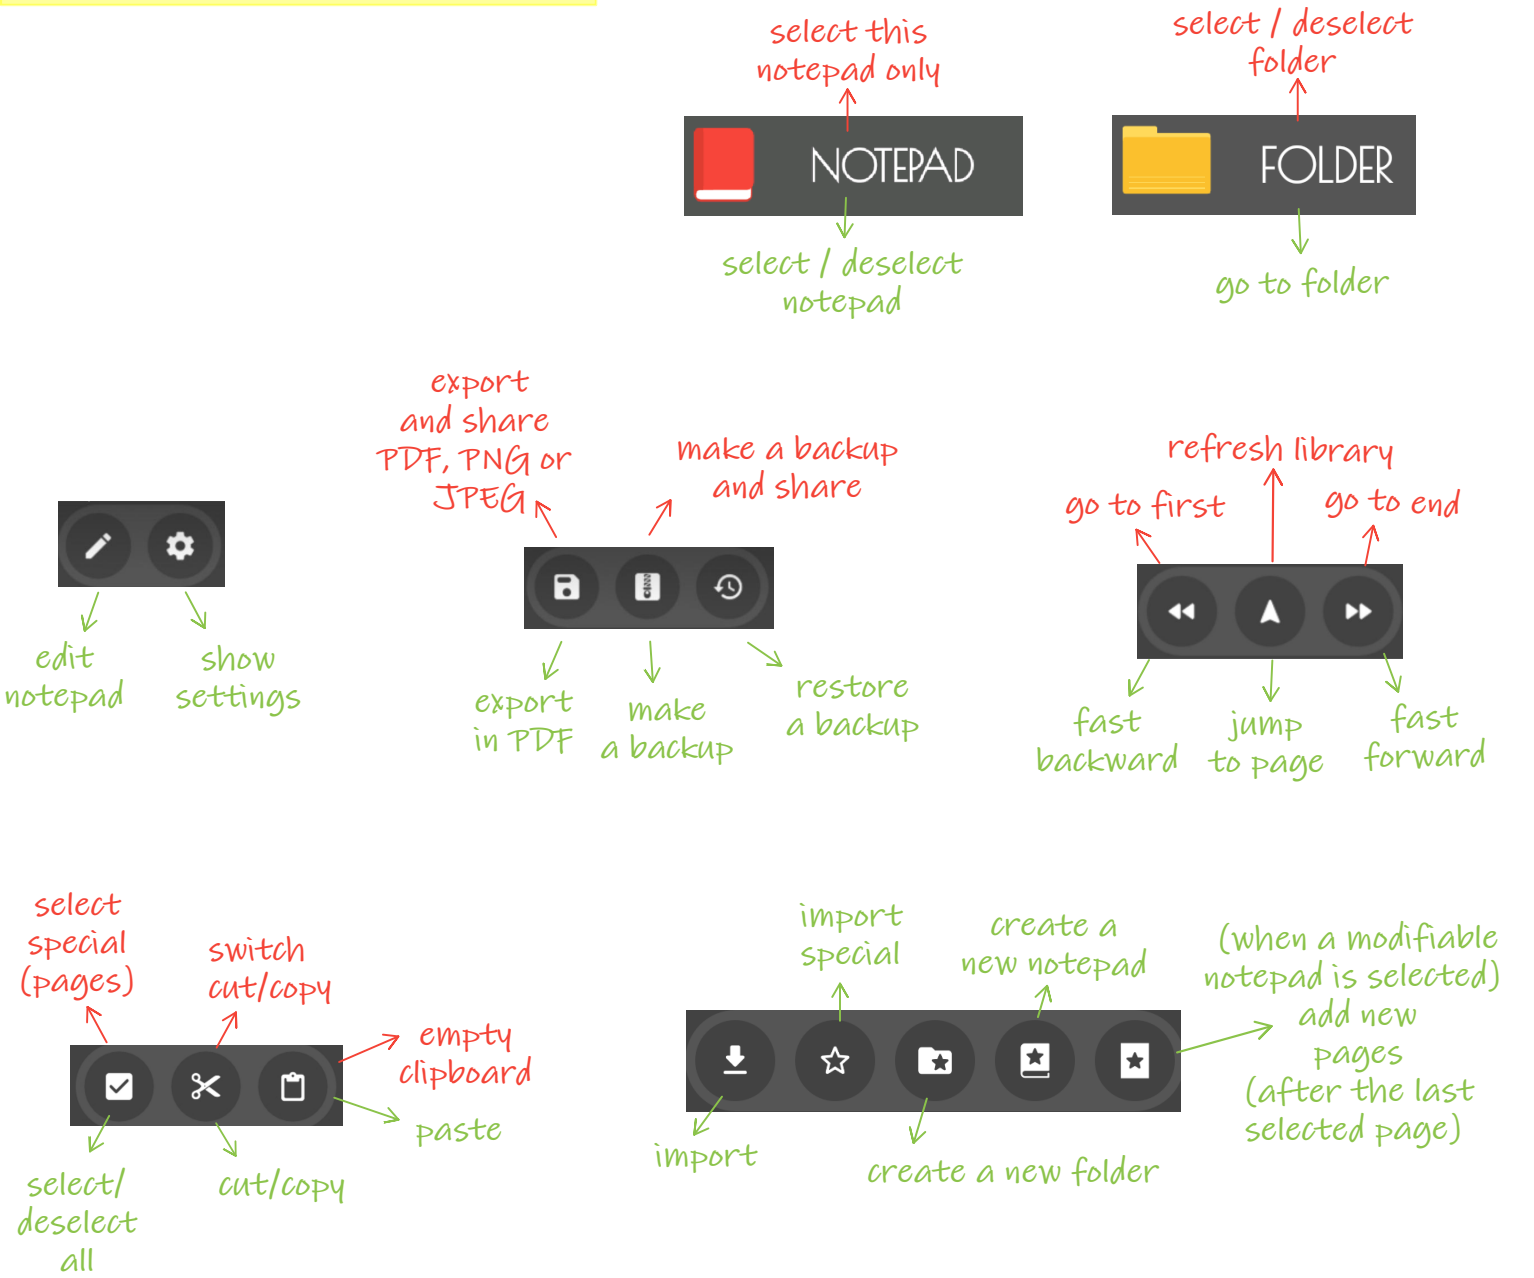 select this
notepad only
NOTEPAD
select / deselect
notepad
select / deselect
folder
FOLDER
go to folder
edit
notepad
show
settings
export
and share
PDF, PNG or
JPEG
make a backup
and share
export
in PDF
make
a backup
restore
a backup
refresh library
go to first
go to end
fast
backward
jump
to page
fast
forward
select
special
(pages)
switch
cut/copy
empty
clipboard
paste
select/
deselect
all
cut/copy
import
special
create a
new notepad
(when a modifiable
notepad is selected)
add new
pages
(after the last
selected page)
import
create a new folder